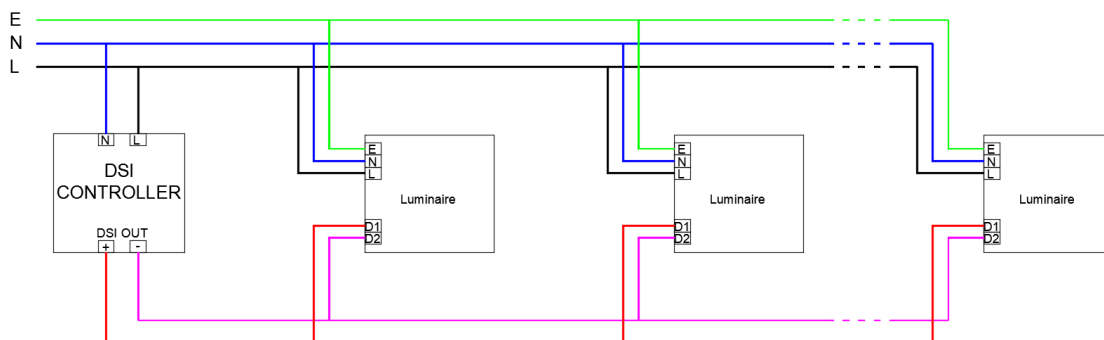 E
N
L
N L
DSI
CONTROLLER
DSI OUT
+ -
E
N
L
Luminaire
D1
D2
E
N
L
Luminaire
D1
D2
E
N
L
Luminaire
D1
D2